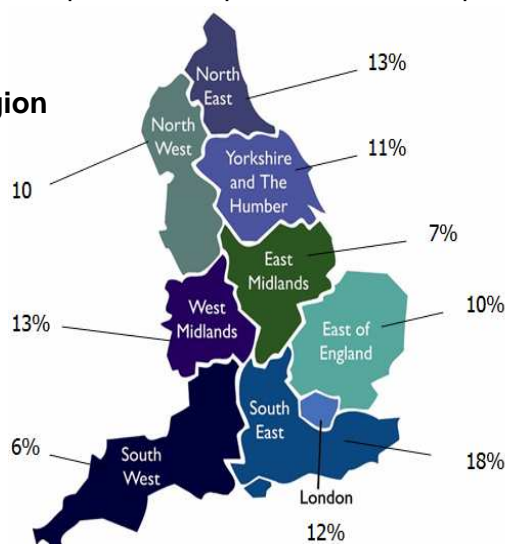 gion
North
East
13%
North
West
10
Yorkshire
and The
Humber
11%
East
Midlands
7%
West
Midlands
13%
East of
England
10%
South
East
18%
South
West
6%
London
12%